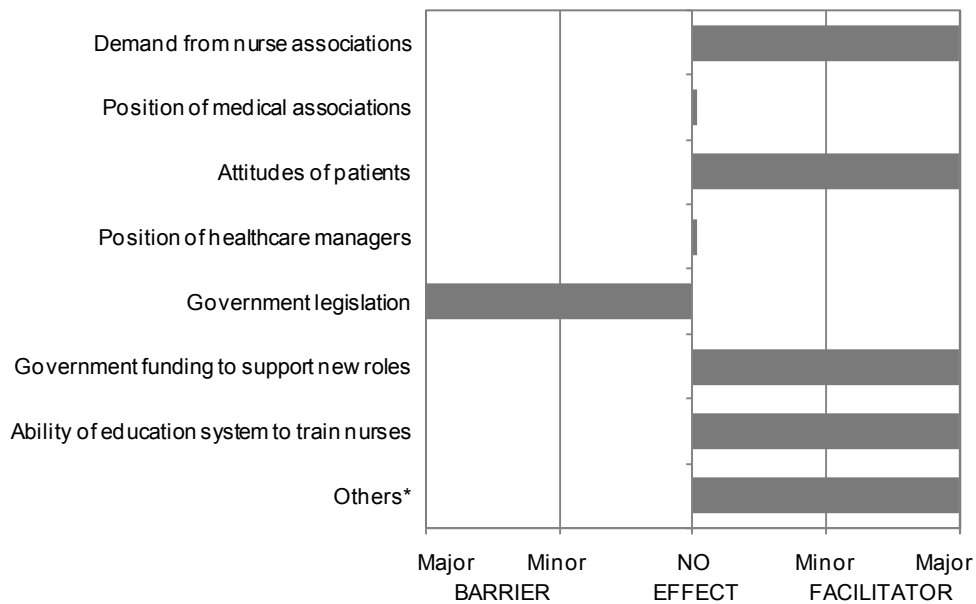 Demand from nurse associations
Position of medical associations
Attitudes of patients
Position of healthcare managers
Government legislation
Government funding to support new roles
Ability of education system to train nurses
Others*
Major Minor NO Minor Major
BARRIER EFFECT FACILITATOR